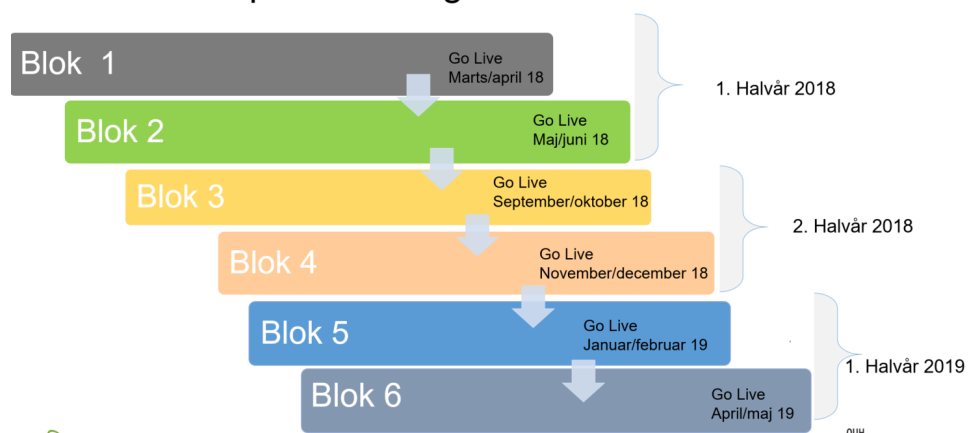 Blok 1
Go Live
Marts/april 18
1. Halvår 2018
Blok 2
Go Live
Maj/juni 18
Blok 3
Go Live
September/oktober 18
2. Halvår 2018
Blok 4
Go Live
November/december 18
Blok 5
Go Live
Januar/februar 19
1. Halvår 2019
Blok 6
Go Live
April/maj 19